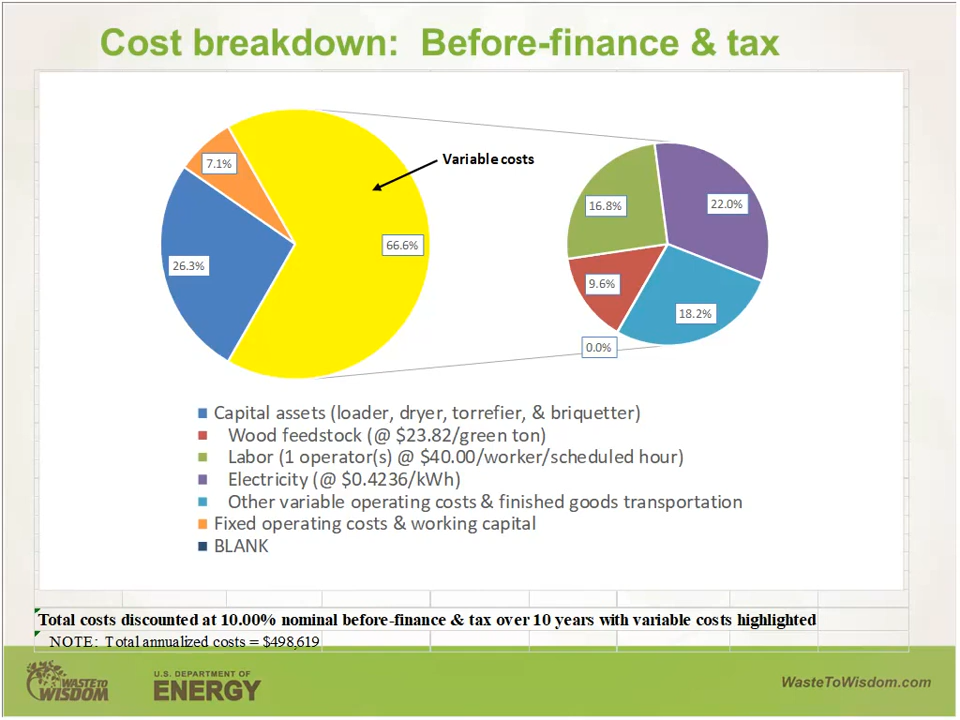 Cost breakdown: Before-finance & tax
Variable costs
7.1%
66.6%
26.3%
16.8%
22.0%
9.6%
18.2%
0.0%
Capital assets (loader, dryer, torrefier, & briquetter)
Wood feedstock (@ $23.82/green ton)
Labor (1 operator(s) @ $40.00/worker/scheduled hour)
Electricity (@ $0.4236/kWh)
Other variable operating costs & finished goods transportation
Fixed operating costs & working capital
BLANK
Total costs discounted at 10.00% nominal before-finance & tax over 10 years with variable costs highlighted
NOTE: Total annualized costs = $498,619
WASTE TO
WISDOM
U.S. DEPARTMENT OF
ENERGY
WasteToWisdom.com